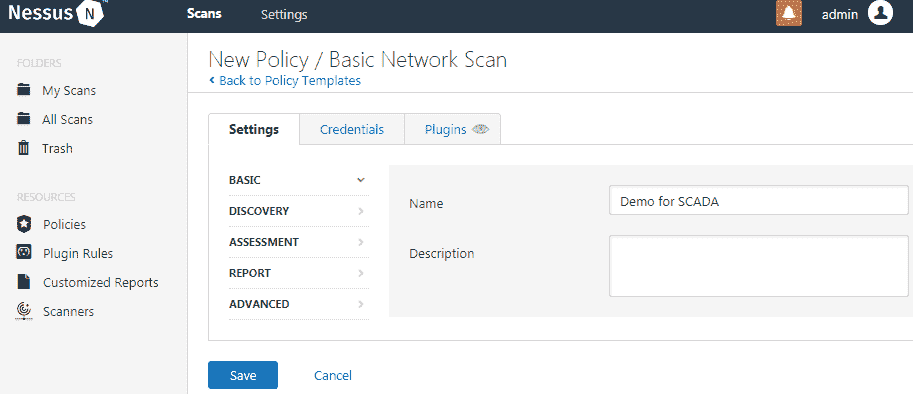 Nessus N Scans Settings admin
FOLDERS
My Scans
All Scans
Trash
RESOURCES
Policies
Plugin Rules
Customized Reports
Scanners
New Policy / Basic Network Scan
Back to Policy Templates
Settings Credentials Plugins
BASIC
DISCOVERY
ASSESSMENT
REPORT
ADVANCED
Name Demo for SCADA
Description
Save Cancel